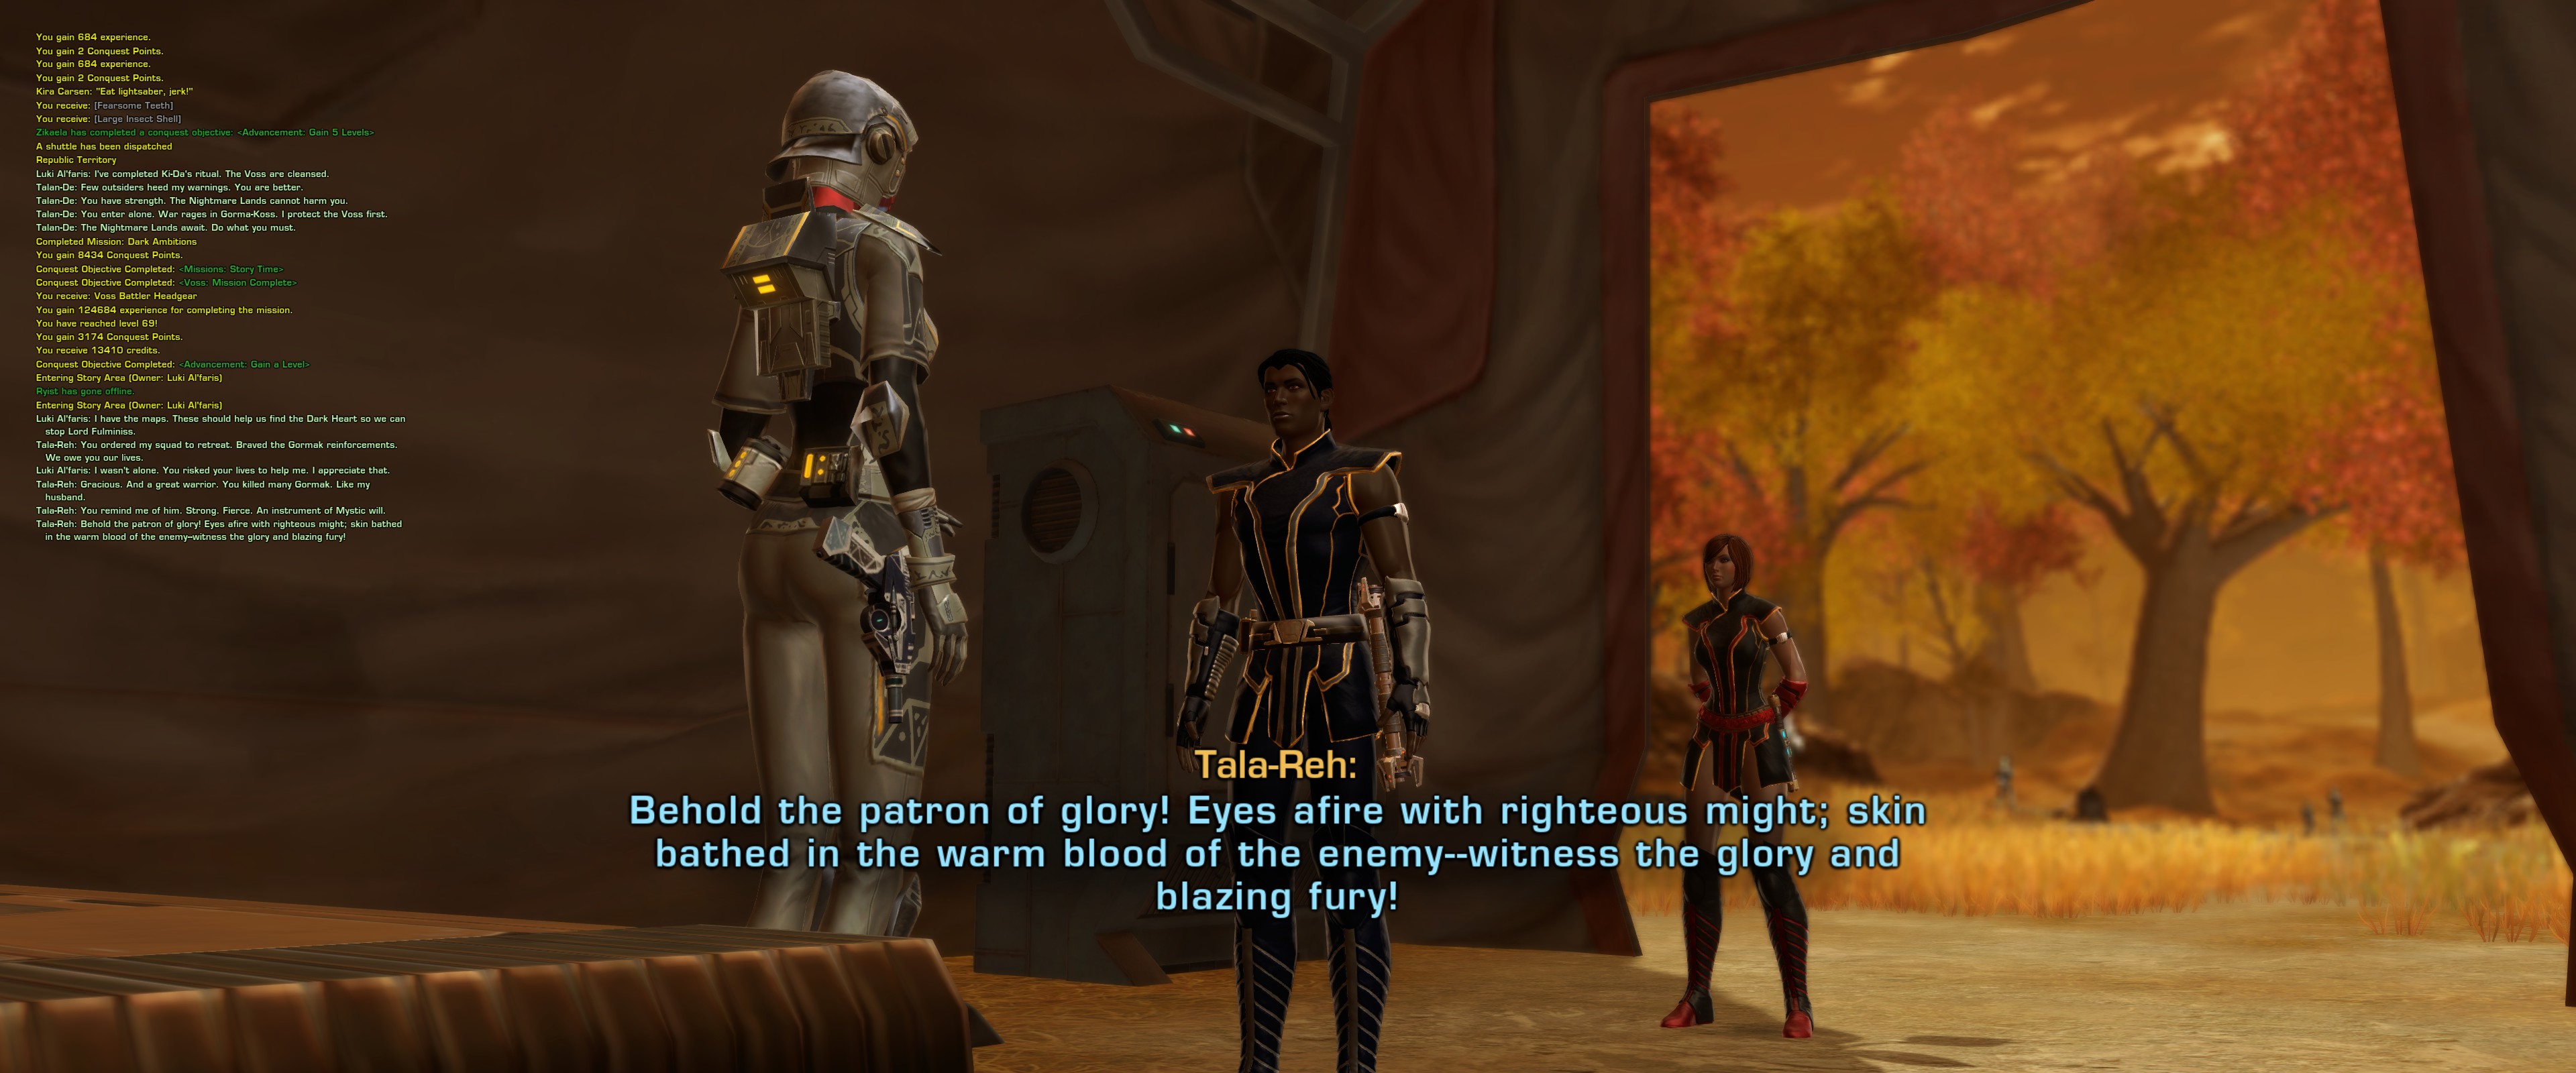 You gain 684 experience.
You gain 2 Conquest Points.
You gain 684 experience.
You gain 2 Conquest Points.
Kira Carsen: "Eat lightsaber, jerk!"
You receive: [Fearsome Teeth]
You receive: [Large Insect Shell]
Zikaela has completed a conquest objective: <Advancement: Gain 5 Levels>
A shuttle has been dispatched
Republic Territory
Luki Al'faris: I've completed Ki-Da's ritual. The Voss are cleansed.
Talan-De: Few outsiders heed my warnings. You are better.
Talan-De: You have strength. The Nightmare Lands cannot harm you.
Talan-De: You enter alone. War rages in Gorma-Koss. I protect the Voss first.
Talan-De: The Nightmare Lands await. Do what you must.
Completed Mission: Dark Ambitions
You gain 8434 Conquest Points.
Conquest Objective Completed: <Missions: Story Time>
Conquest Objective Completed: <Voss: Mission Complete>
You receive: Voss Battler Headgear
You gain 124684 experience for completing the mission.
You have reached level 69!
You gain 3174 Conquest Points.
You receive 13410 credits.
Conquest Objective Completed: <Advancement: Gain a Level>
Entering Story Area (Owner: Luki Al'faris)
Ryist has gone offline.
Entering Story Area (Owner: Luki Al'faris)
Luki Al'faris: I have the maps. These should help us find the Dark Heart so we can
stop Lord Fulminiss.
Tala-Reh: You ordered my squad to retreat. Braved the Gormak reinforcements.
We owe you our lives.
Luki Al'faris: I wasn't alone. You risked your lives to help me. I appreciate that.
Tala-Reh: Gracious. And a great warrior. You killed many Gormak. Like my
husband.
Tala-Reh: You remind me of him. Strong. Fierce. An instrument of Mystic will.
Tala-Reh: Behold the patron of glory! Eyes afire with righteous might; skin bathed
in the warm blood of the enemy--witness the glory and blazing fury!
Tala-Reh:
Behold the patron of glory! Eyes afire with righteous might; skin
bathed in the warm blood of the enemy--witness the glory and
blazing fury!